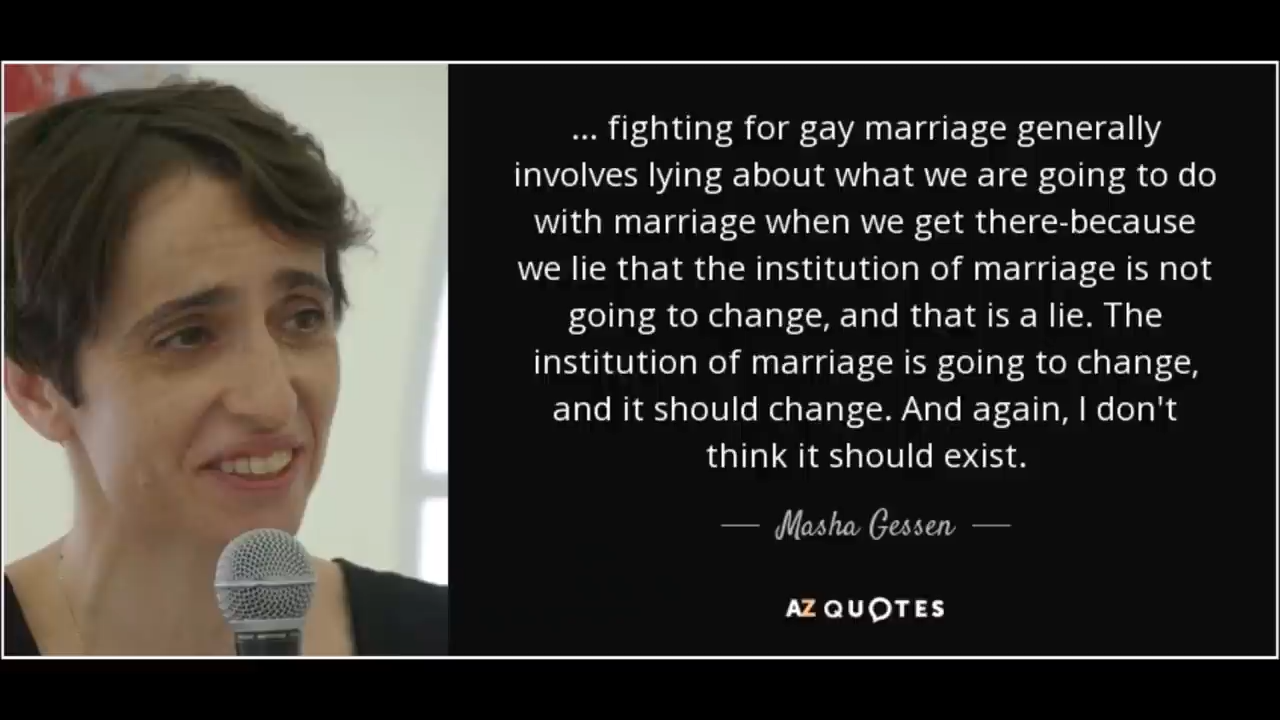 ... fighting for gay marriage generally
involves lying about what we are going to do
with marriage when we get there-because
we lie that the institution of marriage is not
going to change, and that is a lie. The
institution of marriage is going to change,
and it should change. And again, I don't
think it should exist.
Masha Gessen
AZ QUOTES